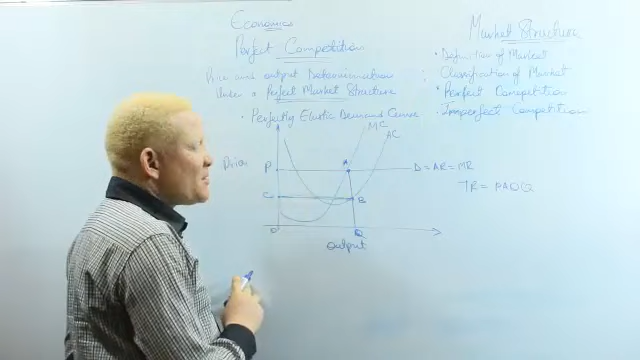 Economics
Perfect Competition
Price and output Determination
Under a Perfect Market Structure
• Perfectly Elastic Demand Curve
Market Structure
• Definition of Market
• Classification of Market
• Perfect Competition
• Imperfect Competition
MC
AC
Price
P
A
D = AR = MR
TR = PAOQ
C
B
O
Q
Output